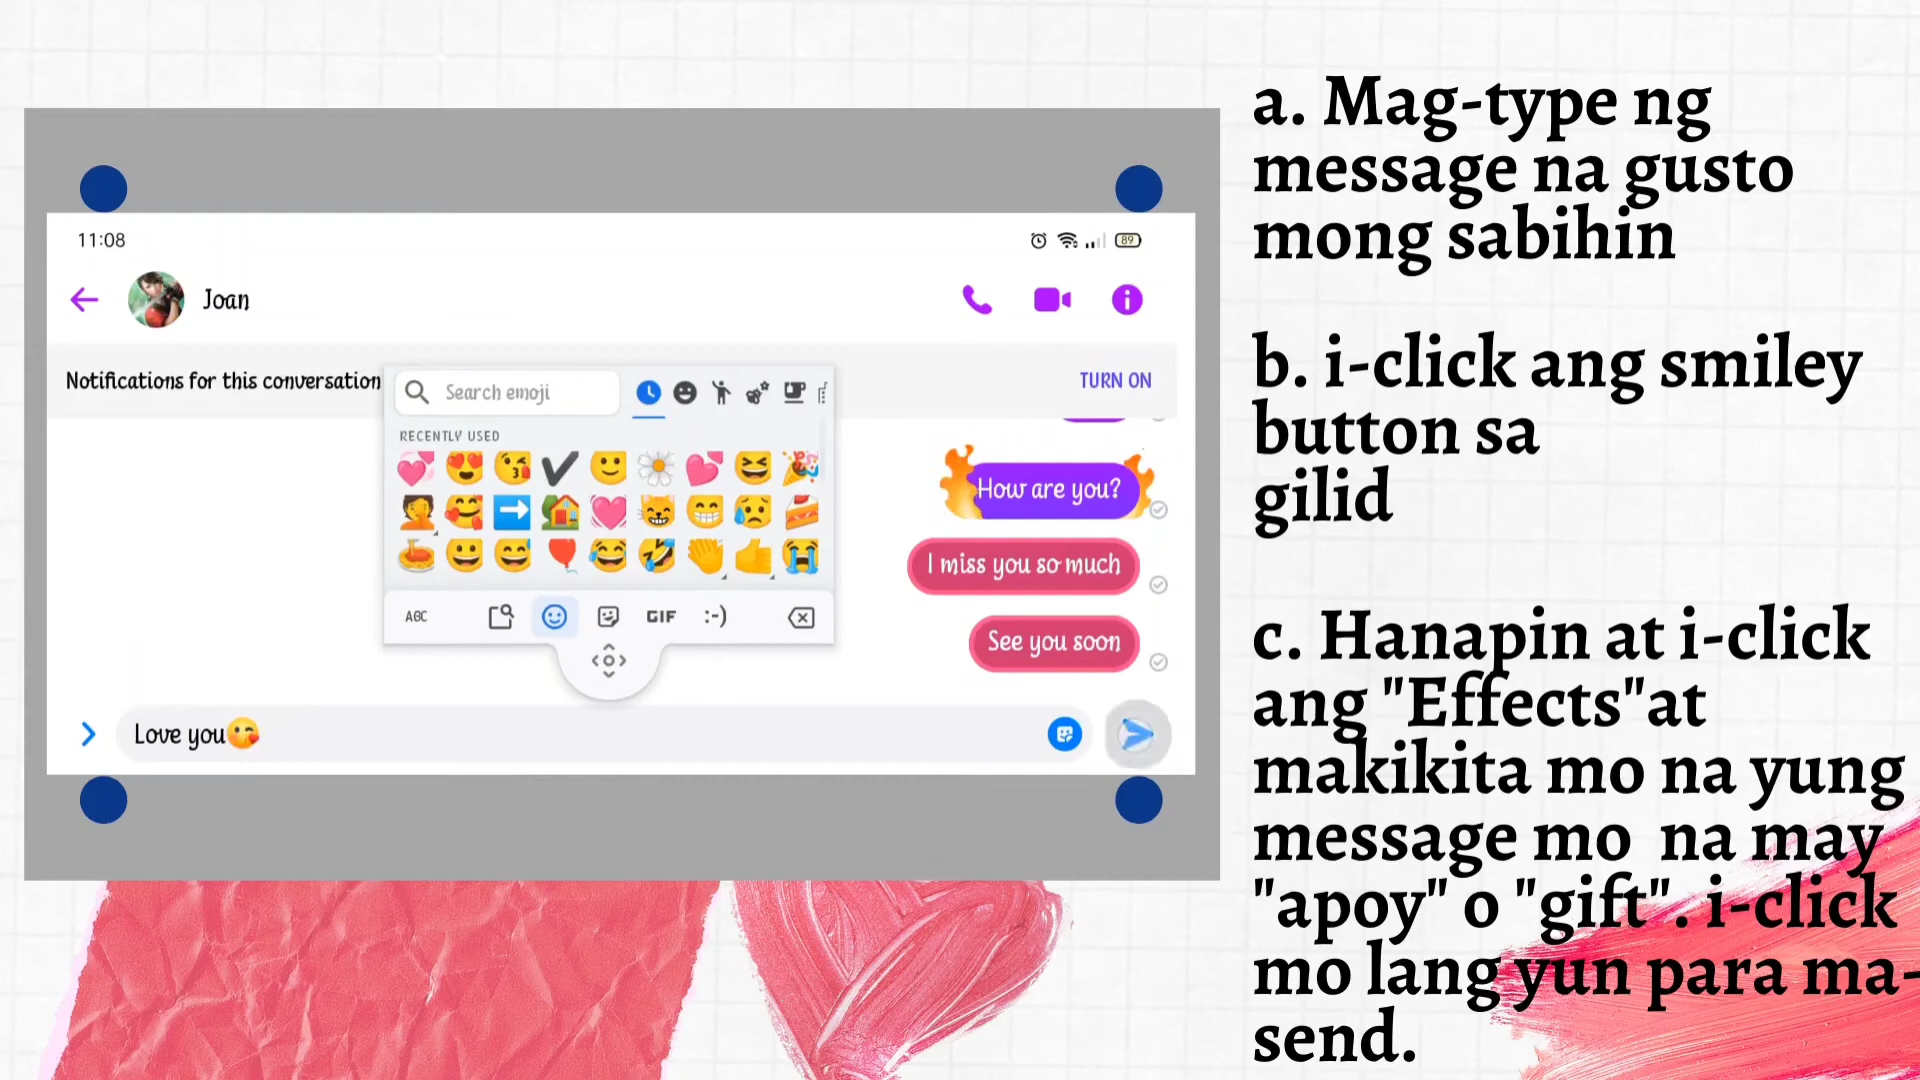 11:08
89
Joan
Notifications for this conversation
TURN ON
Search emoji
RECENTLY USED
How are you?
I miss you so much
See you soon
ABC
GIF
:-)
Love you😘
a. Mag-type ng
message na gusto
mong sabihin
b. i-click ang smiley
button sa
gilid
c. Hanapin at i-click
ang "Effects"at
makikita mo na yung
message mo na may
"apoy" o "gift". i-click
mo lang yun para ma-
send.